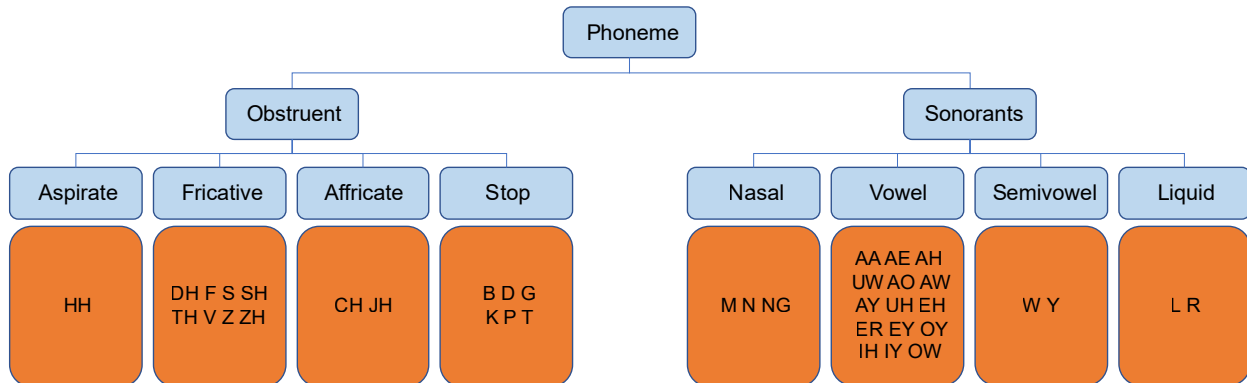 Phoneme
Obstruent
Sonorants
Aspirate
Fricative
Affricate
Stop
Nasal
Vowel
Semivowel
Liquid
HH
DH F S SH
TH V Z ZH
CH JH
B D G
K P T
M N NG
AA AE AH
UW AO AW
AY UH EH
ER EY OY
IH IY OW
W Y
L R